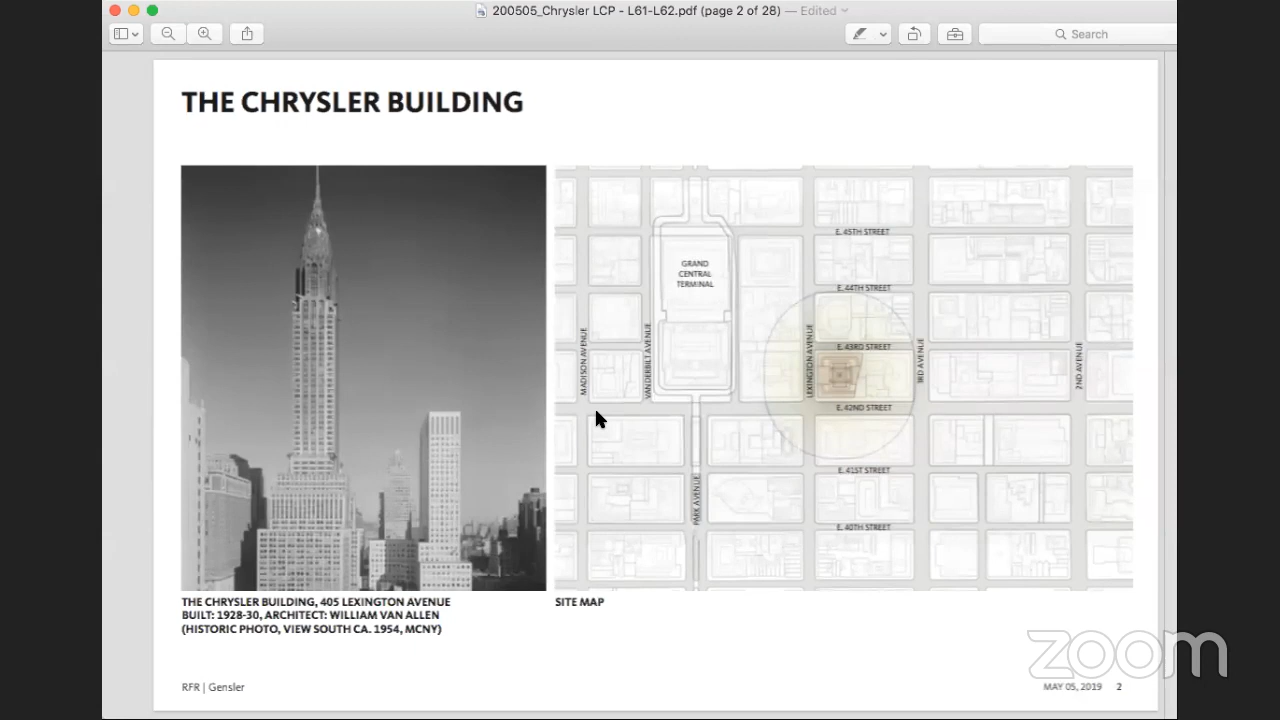 200505_Chrysler LCP - L61-L62.pdf (page 2 of 28) — Edited
Search
THE CHRYSLER BUILDING
E. 45TH STREET
GRAND
CENTRAL
TERMINAL
E. 44TH STREET
MADISON AVENUE
VANDERBILT AVENUE
LEXINGTON AVENUE
E. 43RD STREET
3RD AVENUE
2ND AVENUE
E. 42ND STREET
E. 41ST STREET
PARK AVENUE
E. 40TH STREET
THE CHRYSLER BUILDING, 405 LEXINGTON AVENUE
BUILT: 1928-30, ARCHITECT: WILLIAM VAN ALLEN
(HISTORIC PHOTO, VIEW SOUTH CA. 1954, MCNY)
SITE MAP
zoom
RFR | Gensler
MAY 05, 2019 2